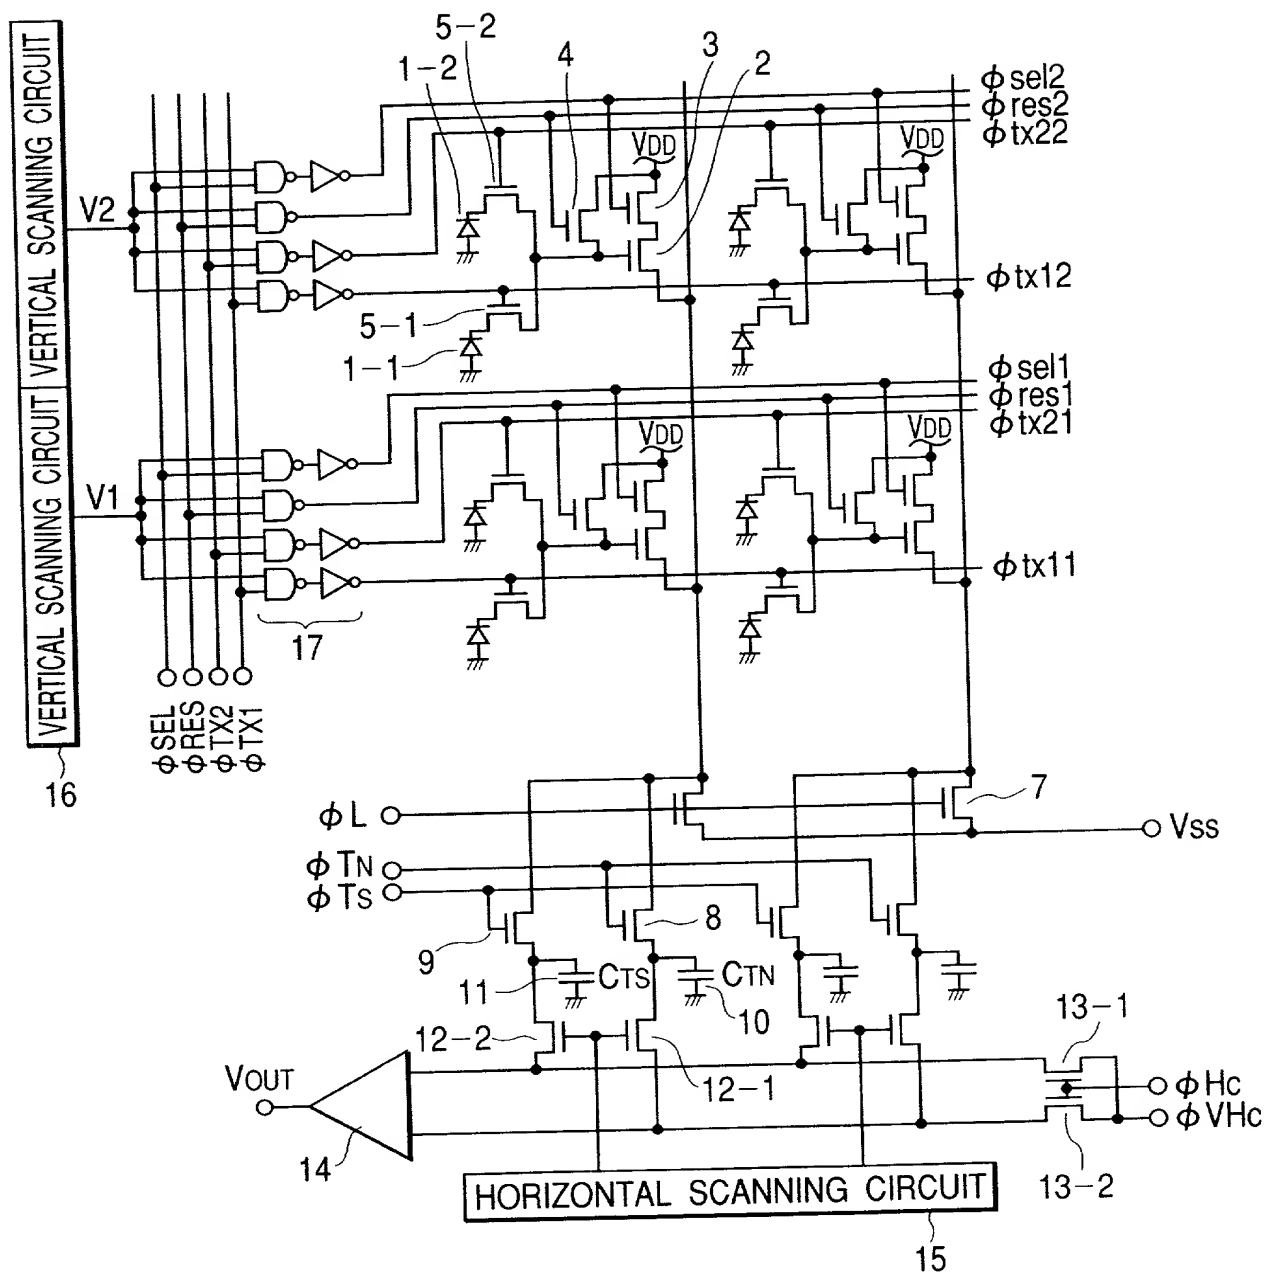 5-2
1-2
4
3
2
ϕsel2
ϕres2
ϕtx22
VDD
VDD
V2
VERTICAL SCANNING CIRCUIT
ϕtx12
5-1
1-1
ϕsel1
ϕres1
ϕtx21
VDD
VDD
V1
VERTICAL SCANNING CIRCUIT
ϕtx11
17
ϕSEL
ϕRES
ϕTX2
ϕTX1
16
7
ϕL
VSS
ϕTN
ϕTS
8
9
11
CTS
CTN
10
12-2
12-1
13-1
VOUT
ϕHC
ϕVHC
14
13-2
HORIZONTAL SCANNING CIRCUIT
15